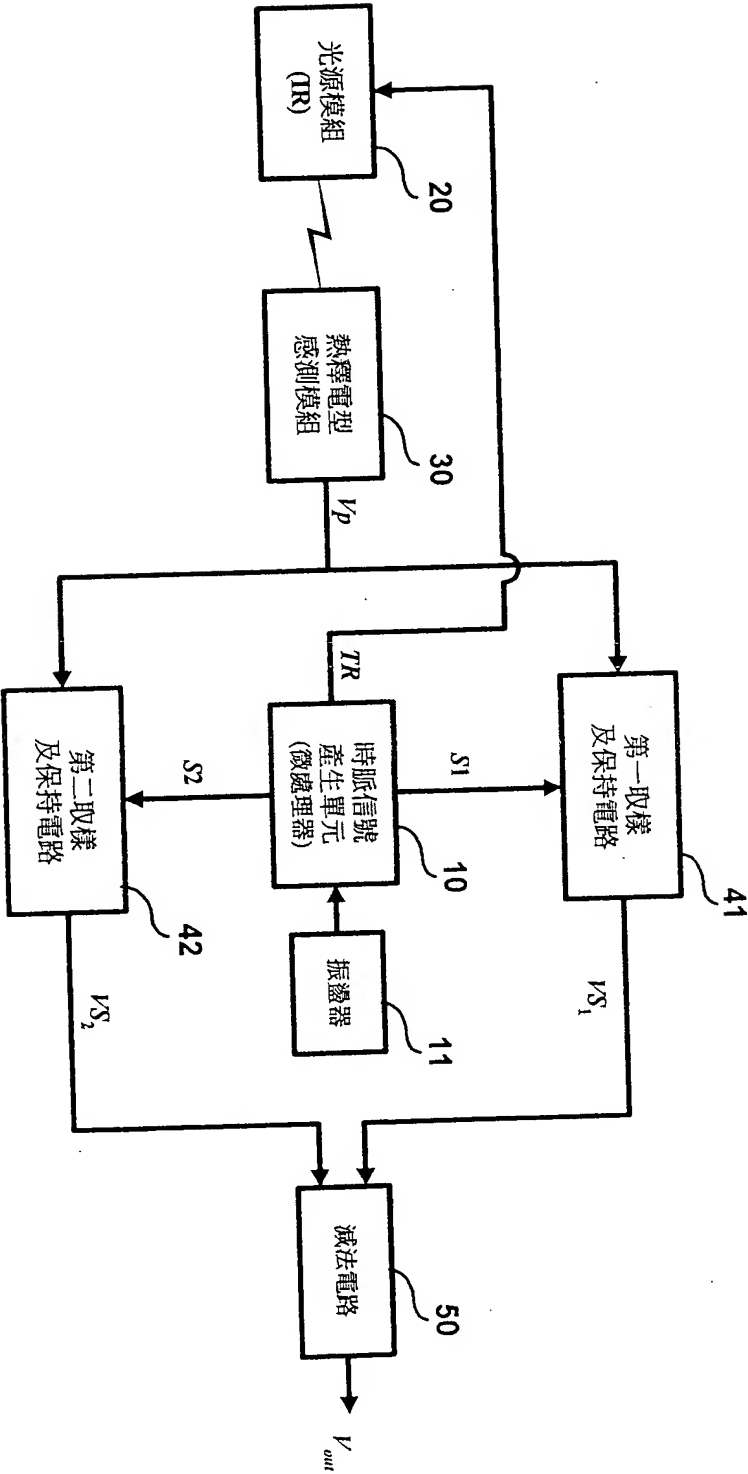 光源模組
(IR)
20
熱釋電型
感測模組
30
Vp
TR
時脈信號
產生單元
(微處理器)
10
S1
S2
第一取樣
及保持電路
41
第二取樣
及保持電路
42
振盪器
11
VS1
VS2
減法電路
50
Vout